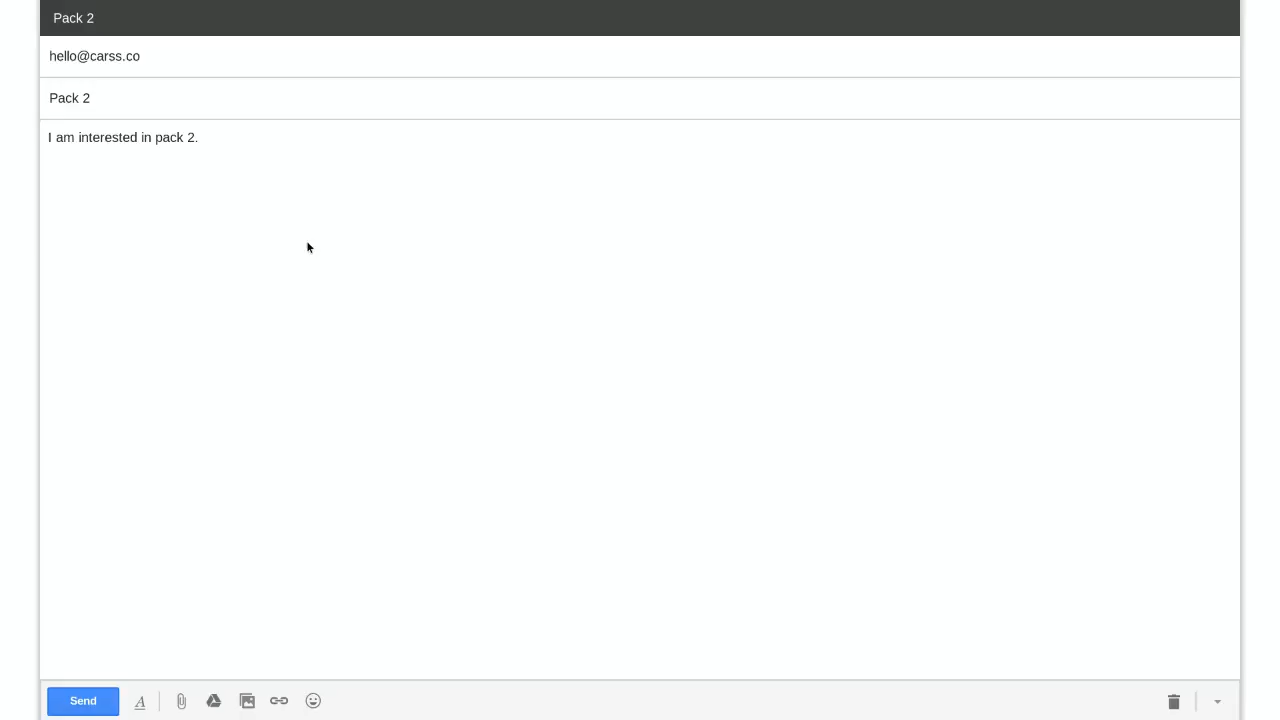 Pack 2
hello@carss.co
Pack 2
I am interested in pack 2.
Send
A